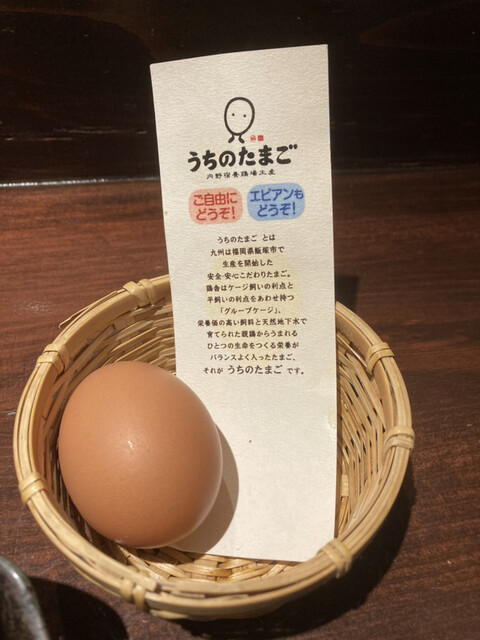 うちのたまご
内野宿養鶏場生産
ご自由に
どうぞ!
エビアンも
どうぞ!
うちのたまご とは
九州は福岡県飯塚市で
生産を開始した
安全・安心こだわりたまご。
鶏舎はケージ飼いの利点と
平飼いの利点をあわせ持つ
「グループケージ」。
栄養価の高い飼料と天然地下水で
育てられた親鶏からうまれる
ひとつの生命をつくる栄養が
バランスよく入ったたまご、
それが うちのたまご です。